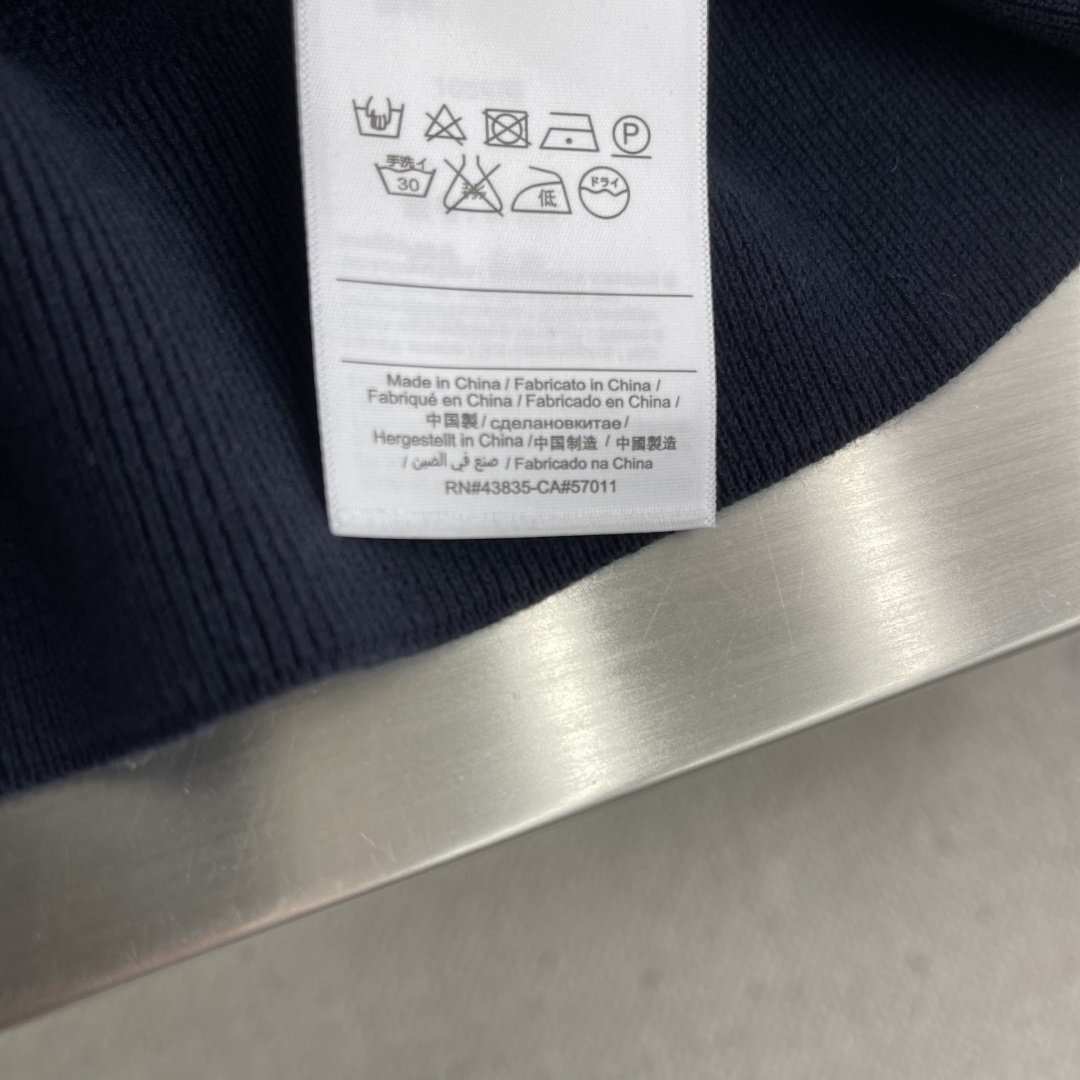 P
手洗イ
30
低
ドライ
Made in China / Fabricato in China /
Fabriqué en China / Fabricado en China /
中国製 / сделановкитае /
Hergestellt in China /中国制造 / 中國製造
/ صنع في الصين / Fabricado na China
RN#43835-CA#57011